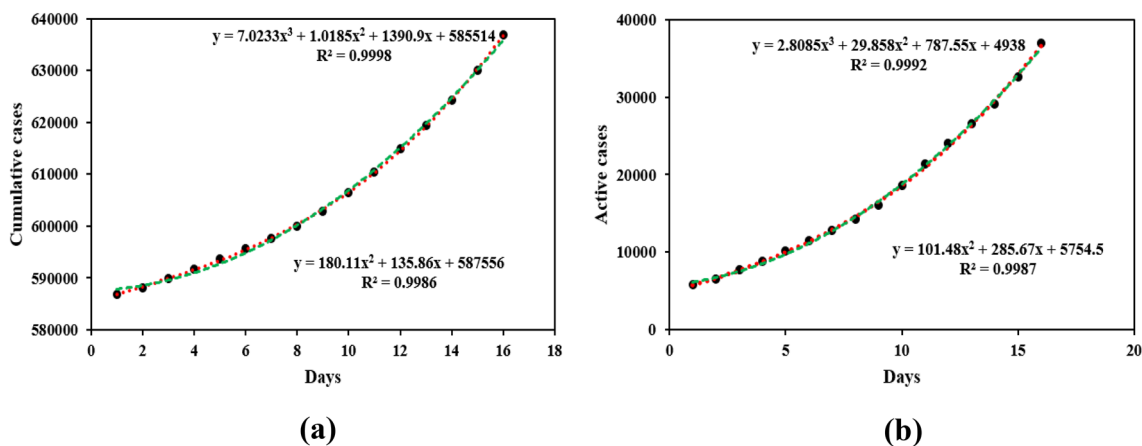 640000
630000
620000
610000
600000
590000
580000
Cumulative cases
y = 7.0233x³ + 1.0185x² + 1390.9x + 585514
R² = 0.9998
y = 180.11x² + 135.86x + 587556
R² = 0.9986
0 2 4 6 8 10 12 14 16 18
Days
(a)
40000
30000
20000
10000
0
Active cases
y = 2.8085x³ + 29.858x² + 787.55x + 4938
R² = 0.9992
y = 101.48x² + 285.67x + 5754.5
R² = 0.9987
0 5 10 15 20
Days
(b)